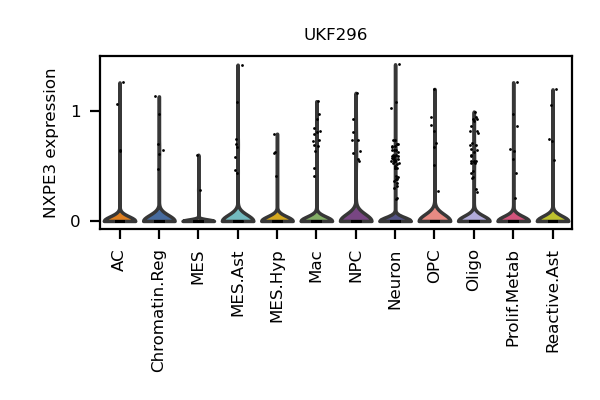 UKF296
NXPE3 expression
1
0
AC
Chromatin.Reg
MES
MES.Ast
MES.Hyp
Mac
NPC
Neuron
OPC
Oligo
Prolif.Metab
Reactive.Ast